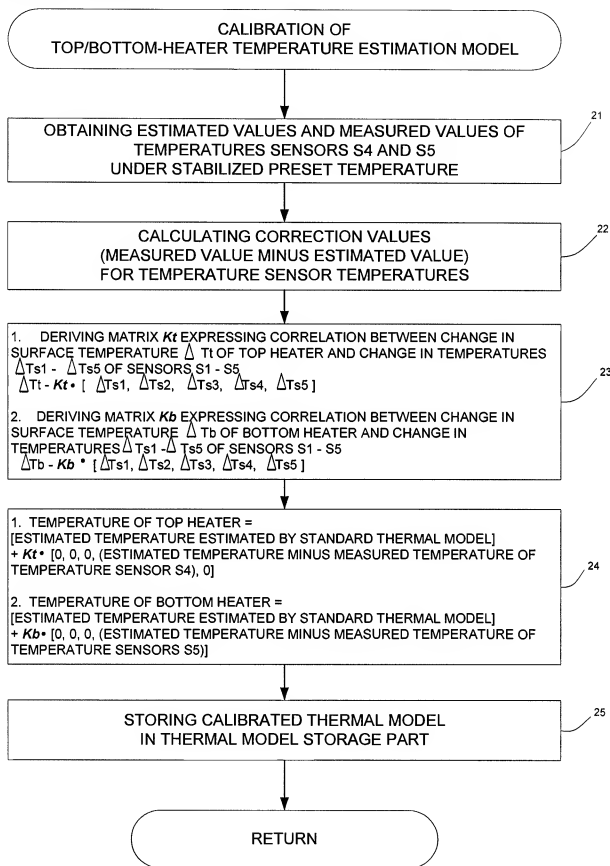 CALIBRATION OF
TOP/BOTTOM-HEATER TEMPERATURE ESTIMATION MODEL
21
OBTAINING ESTIMATED VALUES AND MEASURED VALUES OF
TEMPERATURES SENSORS S4 AND S5
UNDER STABILIZED PRESET TEMPERATURE
22
CALCULATING CORRECTION VALUES
(MEASURED VALUE MINUS ESTIMATED VALUE)
FOR TEMPERATURE SENSOR TEMPERATURES
23
1. DERIVING MATRIX Kt EXPRESSING CORRELATION BETWEEN CHANGE IN
SURFACE TEMPERATURE Δ Tt OF TOP HEATER AND CHANGE IN TEMPERATURES
ΔTs1 - ΔTs5 OF SENSORS S1 - S5
ΔTt - Kt• [ ΔTs1, ΔTs2, ΔTs3, ΔTs4, ΔTs5 ]
2. DERIVING MATRIX Kb EXPRESSING CORRELATION BETWEEN CHANGE IN
SURFACE TEMPERATURE Δ Tb OF BOTTOM HEATER AND CHANGE IN
TEMPERATURES Δ Ts1 - Δ Ts5 OF SENSORS S1 - S5
ΔTb - Kb • [ ΔTs1, ΔTs2, ΔTs3, ΔTs4, ΔTs5 ]
24
1. TEMPERATURE OF TOP HEATER =
[ESTIMATED TEMPERATURE ESTIMATED BY STANDARD THERMAL MODEL]
+ Kt• [0, 0, 0, (ESTIMATED TEMPERATURE MINUS MEASURED TEMPERATURE OF
TEMPERATURE SENSOR S4), 0]
2. TEMPERATURE OF BOTTOM HEATER =
[ESTIMATED TEMPERATURE ESTIMATED BY STANDARD THERMAL MODEL]
+ Kb• [0, 0, 0, (ESTIMATED TEMPERATURE MINUS MEASURED TEMPERATURE OF
TEMPERATURE SENSORS S5)]
25
STORING CALIBRATED THERMAL MODEL
IN THERMAL MODEL STORAGE PART
RETURN